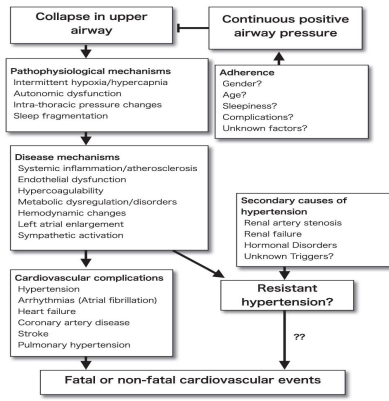 Collapse in upper
airway
Continuous positive
airway pressure
Pathophysiological mechanisms
Intermittent hypoxia/hypercapnia
Autonomic dysfunction
Intra-thoracic pressure changes
Sleep fragmentation
Adherence
Gender?
Age?
Sleepiness?
Complications?
Unknown factors?
Disease mechanisms
Systemic inflammation/atherosclerosis
Endothelial dysfunction
Hypercoagulability
Metabolic dysregulation/disorders
Hemodynamic changes
Left atrial enlargement
Sympathetic activation
Secondary causes of
hypertension
Renal artery stenosis
Renal failure
Hormonal Disorders
Unknown Triggers?
Cardiovascular complications
Hypertension
Arrhythmias (Atrial fibrillation)
Heart failure
Coronary artery disease
Stroke
Pulmonary hypertension
Resistant
hypertension?
??
Fatal or non-fatal cardiovascular events